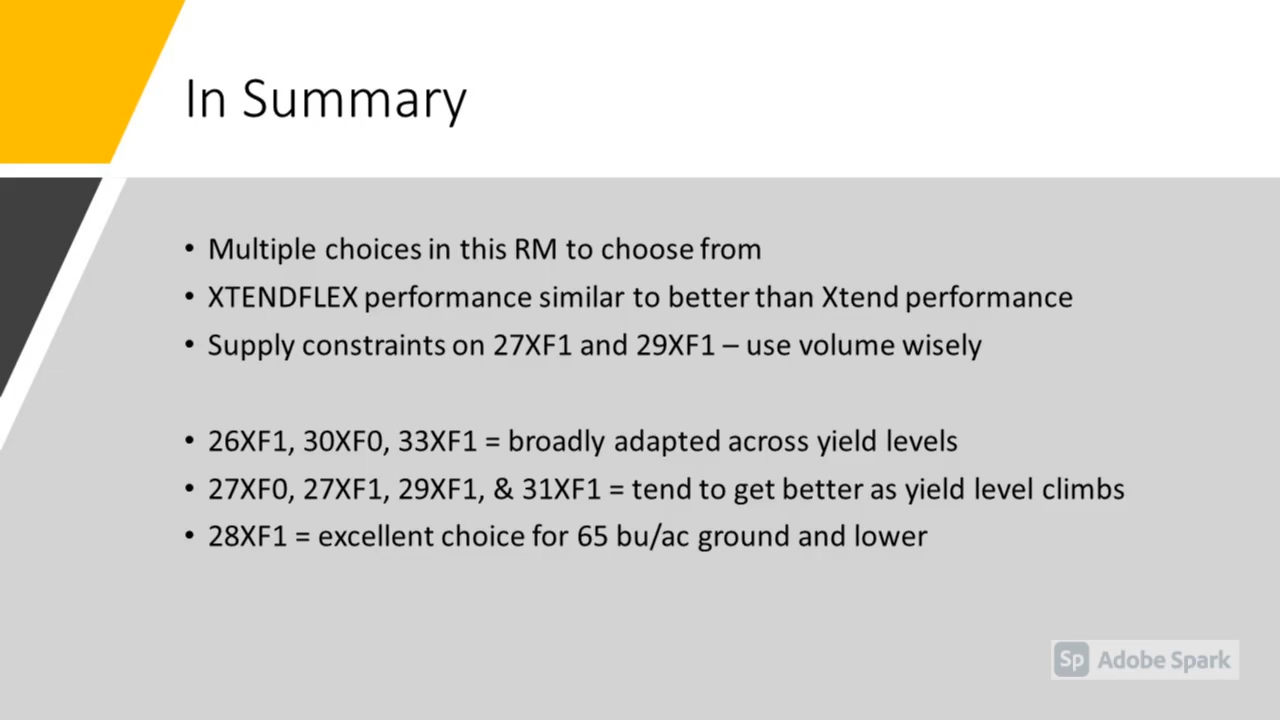 In Summary
• Multiple choices in this RM to choose from
• XTENDFLEX performance similar to better than Xtend performance
• Supply constraints on 27XF1 and 29XF1 – use volume wisely
• 26XF1, 30XF0, 33XF1 = broadly adapted across yield levels
• 27XF0, 27XF1, 29XF1, & 31XF1 = tend to get better as yield level climbs
• 28XF1 = excellent choice for 65 bu/ac ground and lower
Sp Adobe Spark